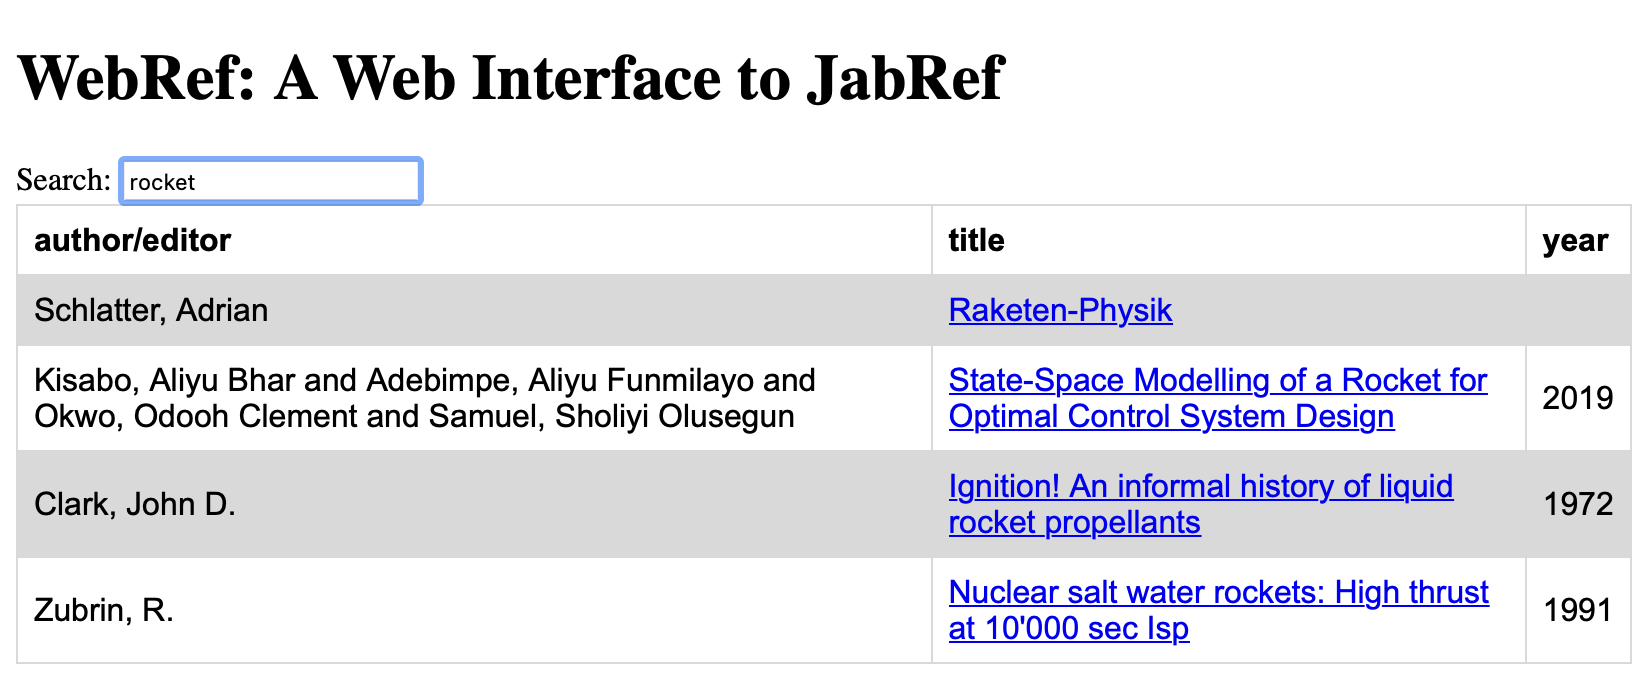 WebRef: A Web Interface to JabRef
Search: rocket
author/editor title year
Schlatter, Adrian Raketen-Physik
Kisabo, Aliyu Bhar and Adebimpe, Aliyu Funmilayo and
Okwo, Odooh Clement and Samuel, Sholiyi Olusegun
State-Space Modelling of a Rocket for
Optimal Control System Design
2019
Clark, John D.
Ignition! An informal history of liquid
rocket propellants
1972
Zubrin, R.
Nuclear salt water rockets: High thrust
at 10'000 sec Isp
1991